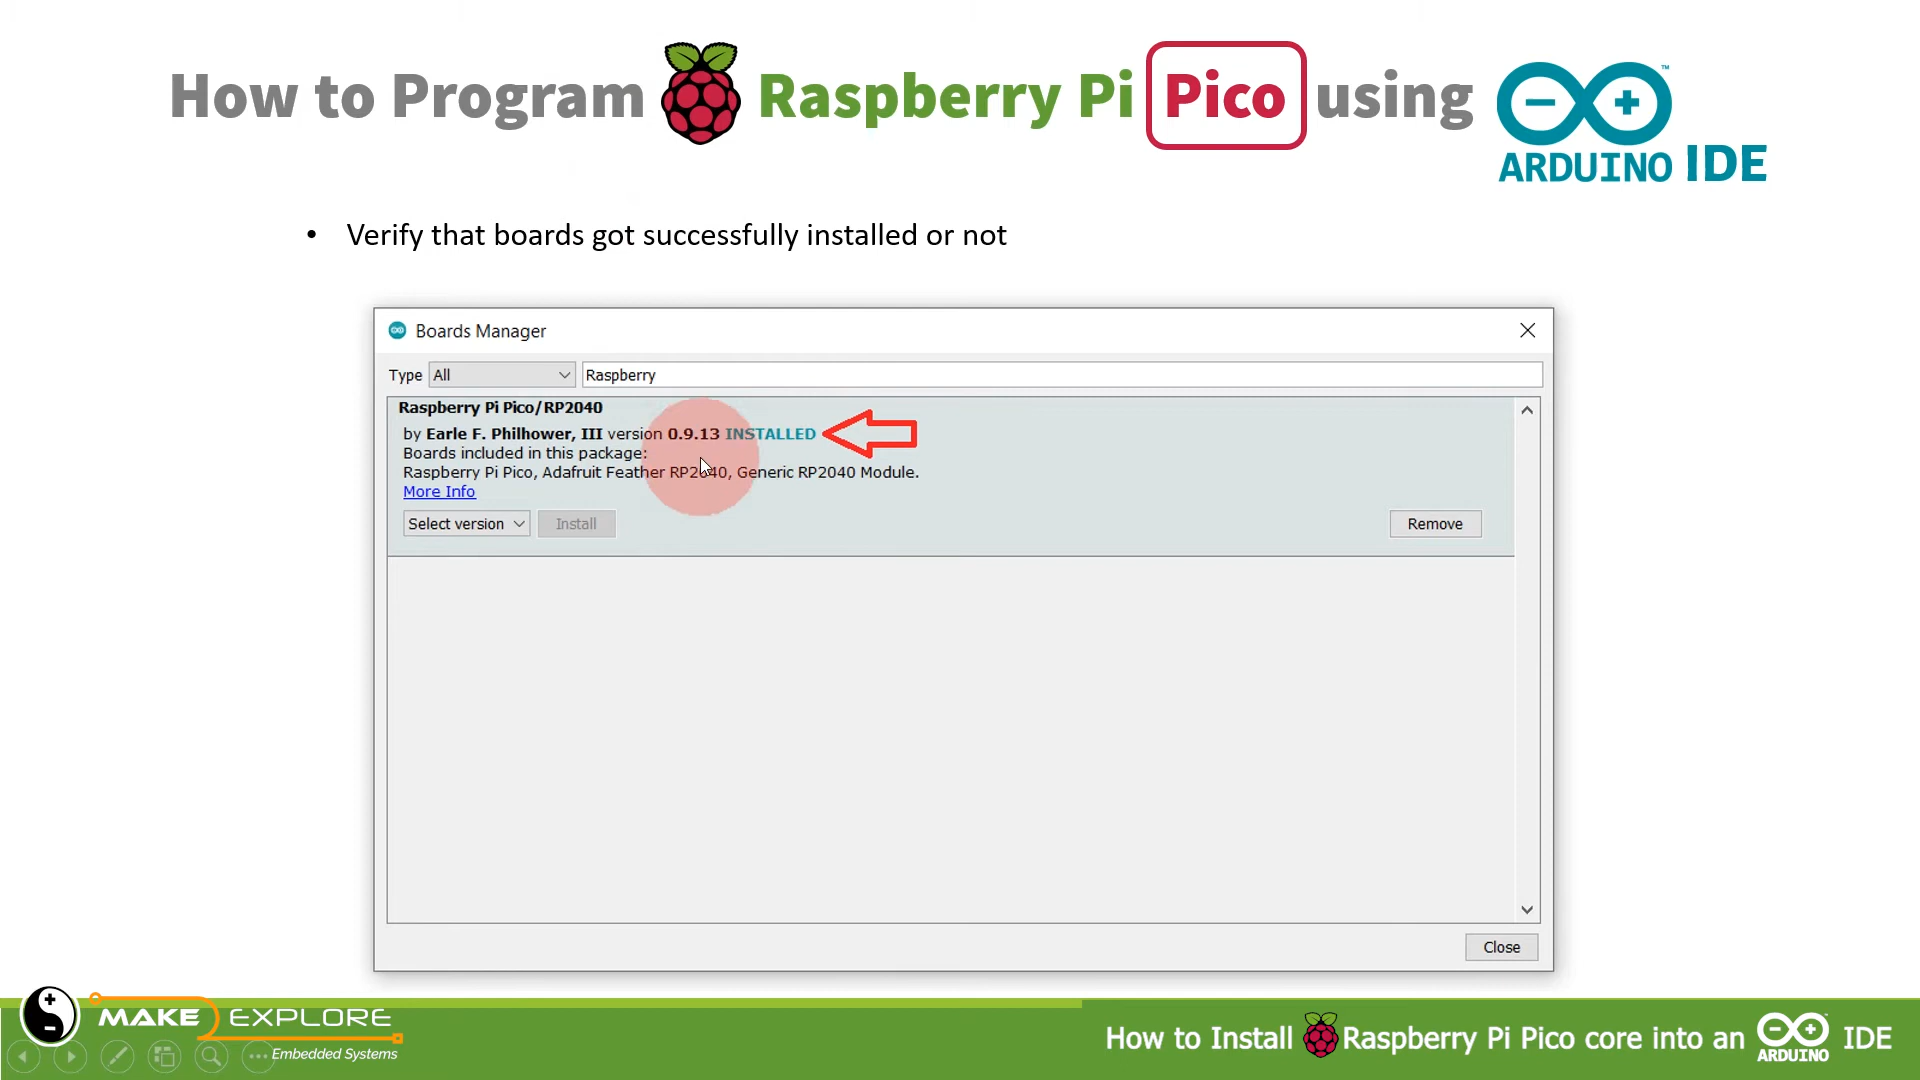 How to Program Raspberry Pi Pico using
ARDUINO IDE
• Verify that boards got successfully installed or not
Boards Manager
Type All Raspberry
Raspberry Pi Pico/RP2040
by Earle F. Philhower, III version 0.9.13 INSTALLED
Boards included in this package:
Raspberry Pi Pico, Adafruit Feather RP2040, Generic RP2040 Module.
More Info
Select version Install Remove
Close
MAKE EXPLORE
Embedded Systems
How to Install Raspberry Pi Pico core into an ARDUINO IDE